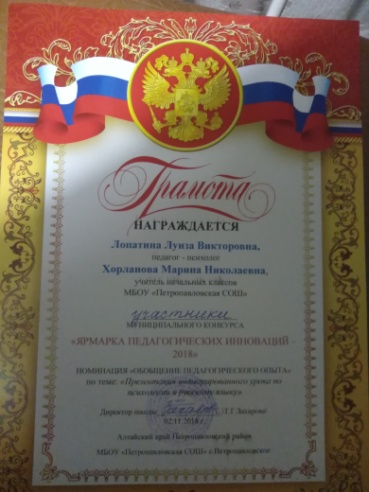 Грамота
НАГРАЖДАЕТСЯ
Лопатина Луиза Викторовна,
педагог - психолог
Хорланова Марина Николаевна,
учитель начальных классов
МБОУ «Петропавловская СОШ»
участники
МУНИЦИПАЛЬНОГО КОНКУРСА
«ЯРМАРКА ПЕДАГОГИЧЕСКИХ ИННОВАЦИЙ -
2018»
НОМИНАЦИЯ «ОБОБЩЕНИЕ ПЕДАГОГИЧЕСКОГО ОПЫТА»
по теме: «Презентация интегрированного урока по
психологии и русскому языку»
Директор школы Л.Г. Захарова
02.11.2018 г.
Алтайский край Петропавловский район
МБОУ «Петропавловская СОШ» с.Петропавловское